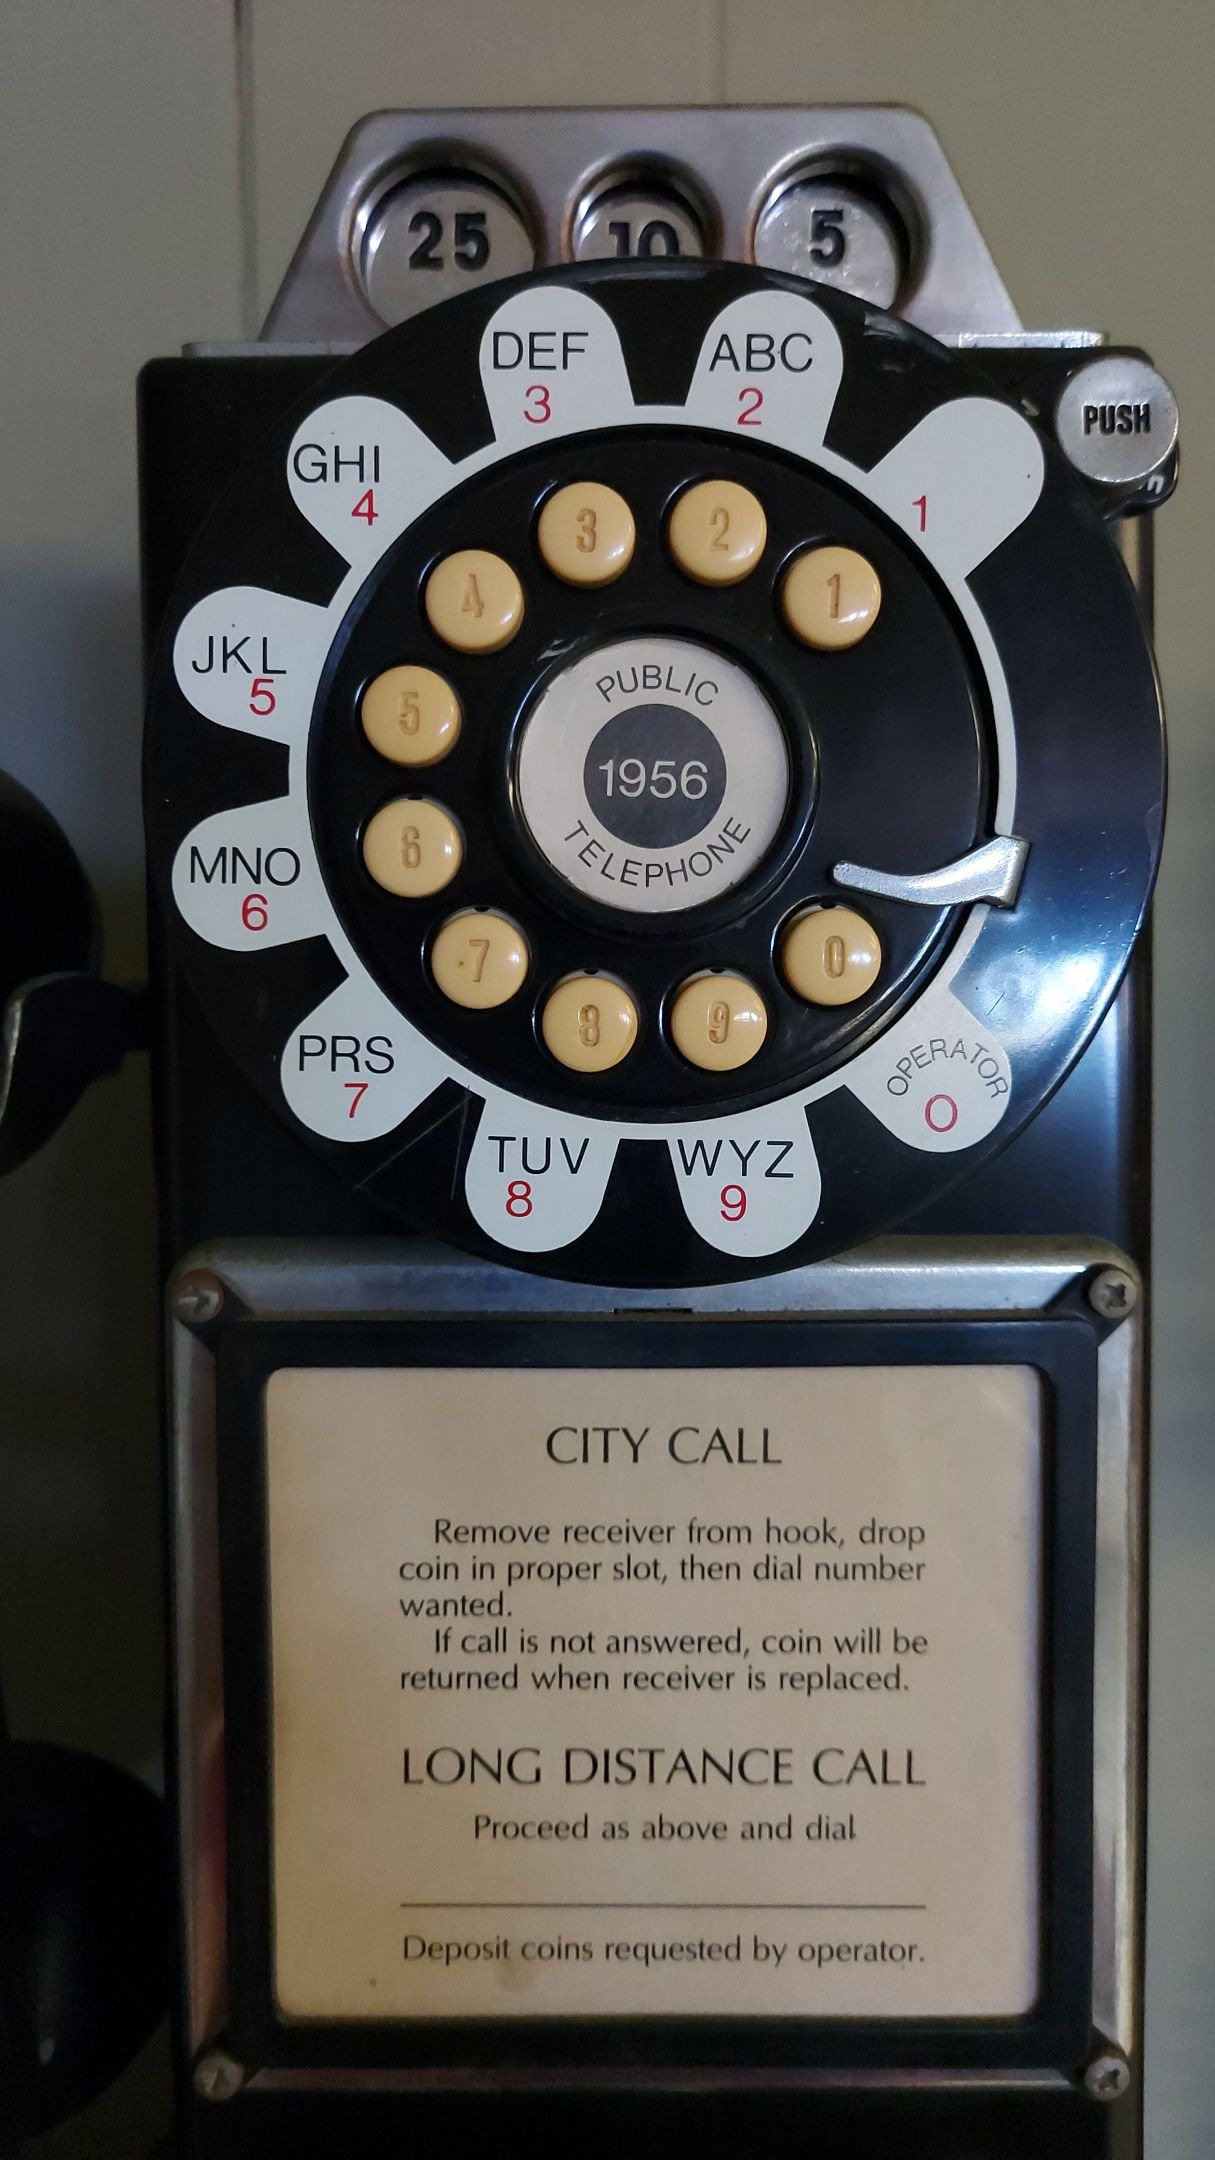 25 10 5
PUSH
DEF
3
ABC
2
1
GHI
4
JKL
5
MNO
6
PRS
7
TUV
8
WYZ
9
OPERATOR
0
3
2
4
1
5
6
7
0
8
9
PUBLIC
1956
TELEPHONE
CITY CALL
Remove receiver from hook, drop
coin in proper slot, then dial number
wanted.
If call is not answered, coin will be
returned when receiver is replaced.
LONG DISTANCE CALL
Proceed as above and dial
Deposit coins requested by operator.